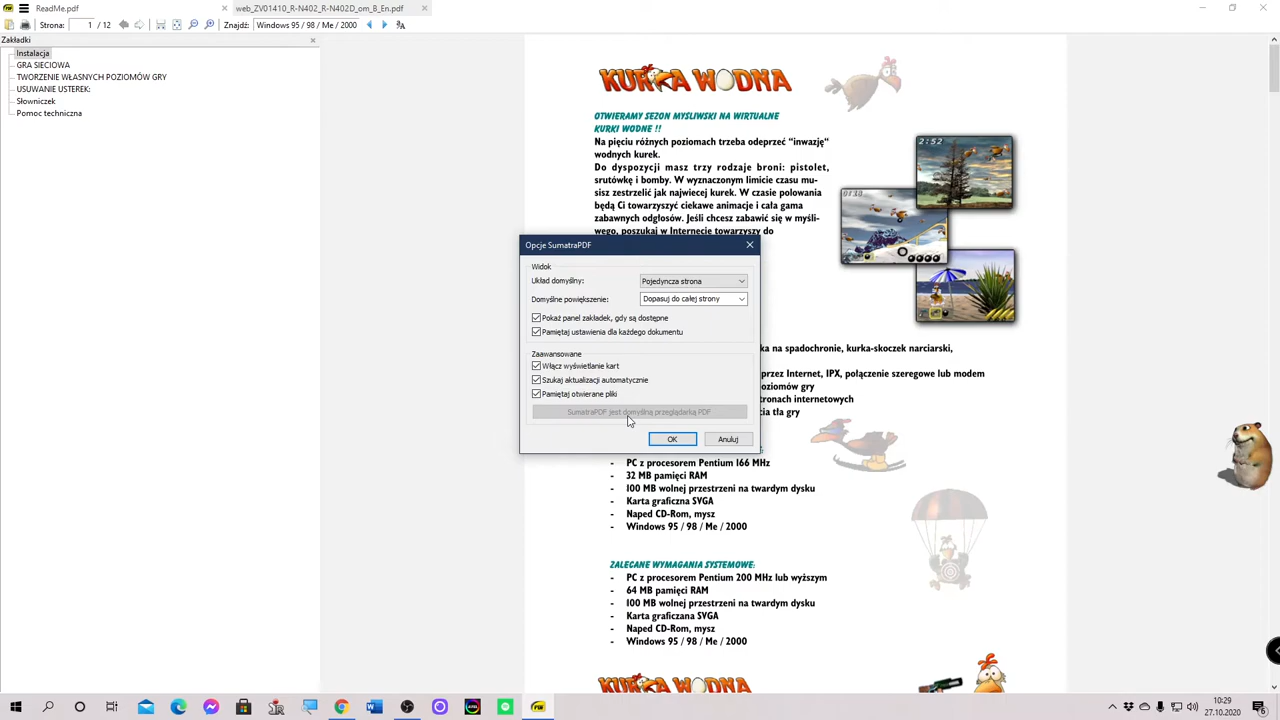 ReadMe.pdf
web_ZV01410_R-N402_R-N402D_om_B_En.pdf
Strona: 1 / 12
Znajdź: Windows 95 / 98 / Me / 2000
Zakładki
Instalacja
GRA SIECIOWA
TWORZENIE WŁASNYCH POZIOMÓW GRY
USUWANIE USTEREK:
Słowniczek
Pomoc techniczna
KURKA WODNA
OTWIERAMY SEZON MYŚLIWSKI NA WIRTUALNE
KURKI WODNE !!
Na pięciu różnych poziomach trzeba odeprzeć "inwazję"
wodnych kurek.
Do dyspozycji masz trzy rodzaje broni: pistolet,
srutówkę i bomby. W wyznaczonym limicie czasu mu-
sisz zestrzelić jak najwiecej kurek. W czasie polowania
będą Ci towarzyszyć ciekawe animacje i cała gama
zabawnych odgłosów. Jeśli chcesz zabawić się w myśli-
wego, poszukaj w Internecie towarzyszy do
2:52
Opcje SumatraPDF
Widok
Układ domyślny: Pojedyncza strona
Domyślne powiększenie: Dopasuj do całej strony
Pokaż panel zakładek, gdy są dostępne
Pamiętaj ustawienia dla każdego dokumentu
Zaawansowane
Włącz wyświetlanie kart
Szukaj aktualizacji automatycznie
Pamiętaj otwierane pliki
SumatraPDF jest domyślną przeglądarką PDF
OK
Anuluj
ka na spadochronie, kurka-skoczek narciarski,
przez Internet, IPX, połączenie szeregowe lub modem
poziomów gry
tronach internetowych
cia tła gry
- PC z procesorem Pentium 166 MHz
- 32 MB pamięci RAM
- 100 MB wolnej przestrzeni na twardym dysku
- Karta graficzna SVGA
- Naped CD-Rom, mysz
- Windows 95 / 98 / Me / 2000
ZALECANE WYMAGANIA SYSTEMOWE:
- PC z procesorem Pentium 200 MHz lub wyższym
- 64 MB pamięci RAM
- 100 MB wolnej przestrzeni na twardym dysku
- Karta graficzana SVGA
- Naped CD-Rom, mysz
- Windows 95 / 98 / Me / 2000
KURKA WODNA
10:29
27.10.2020